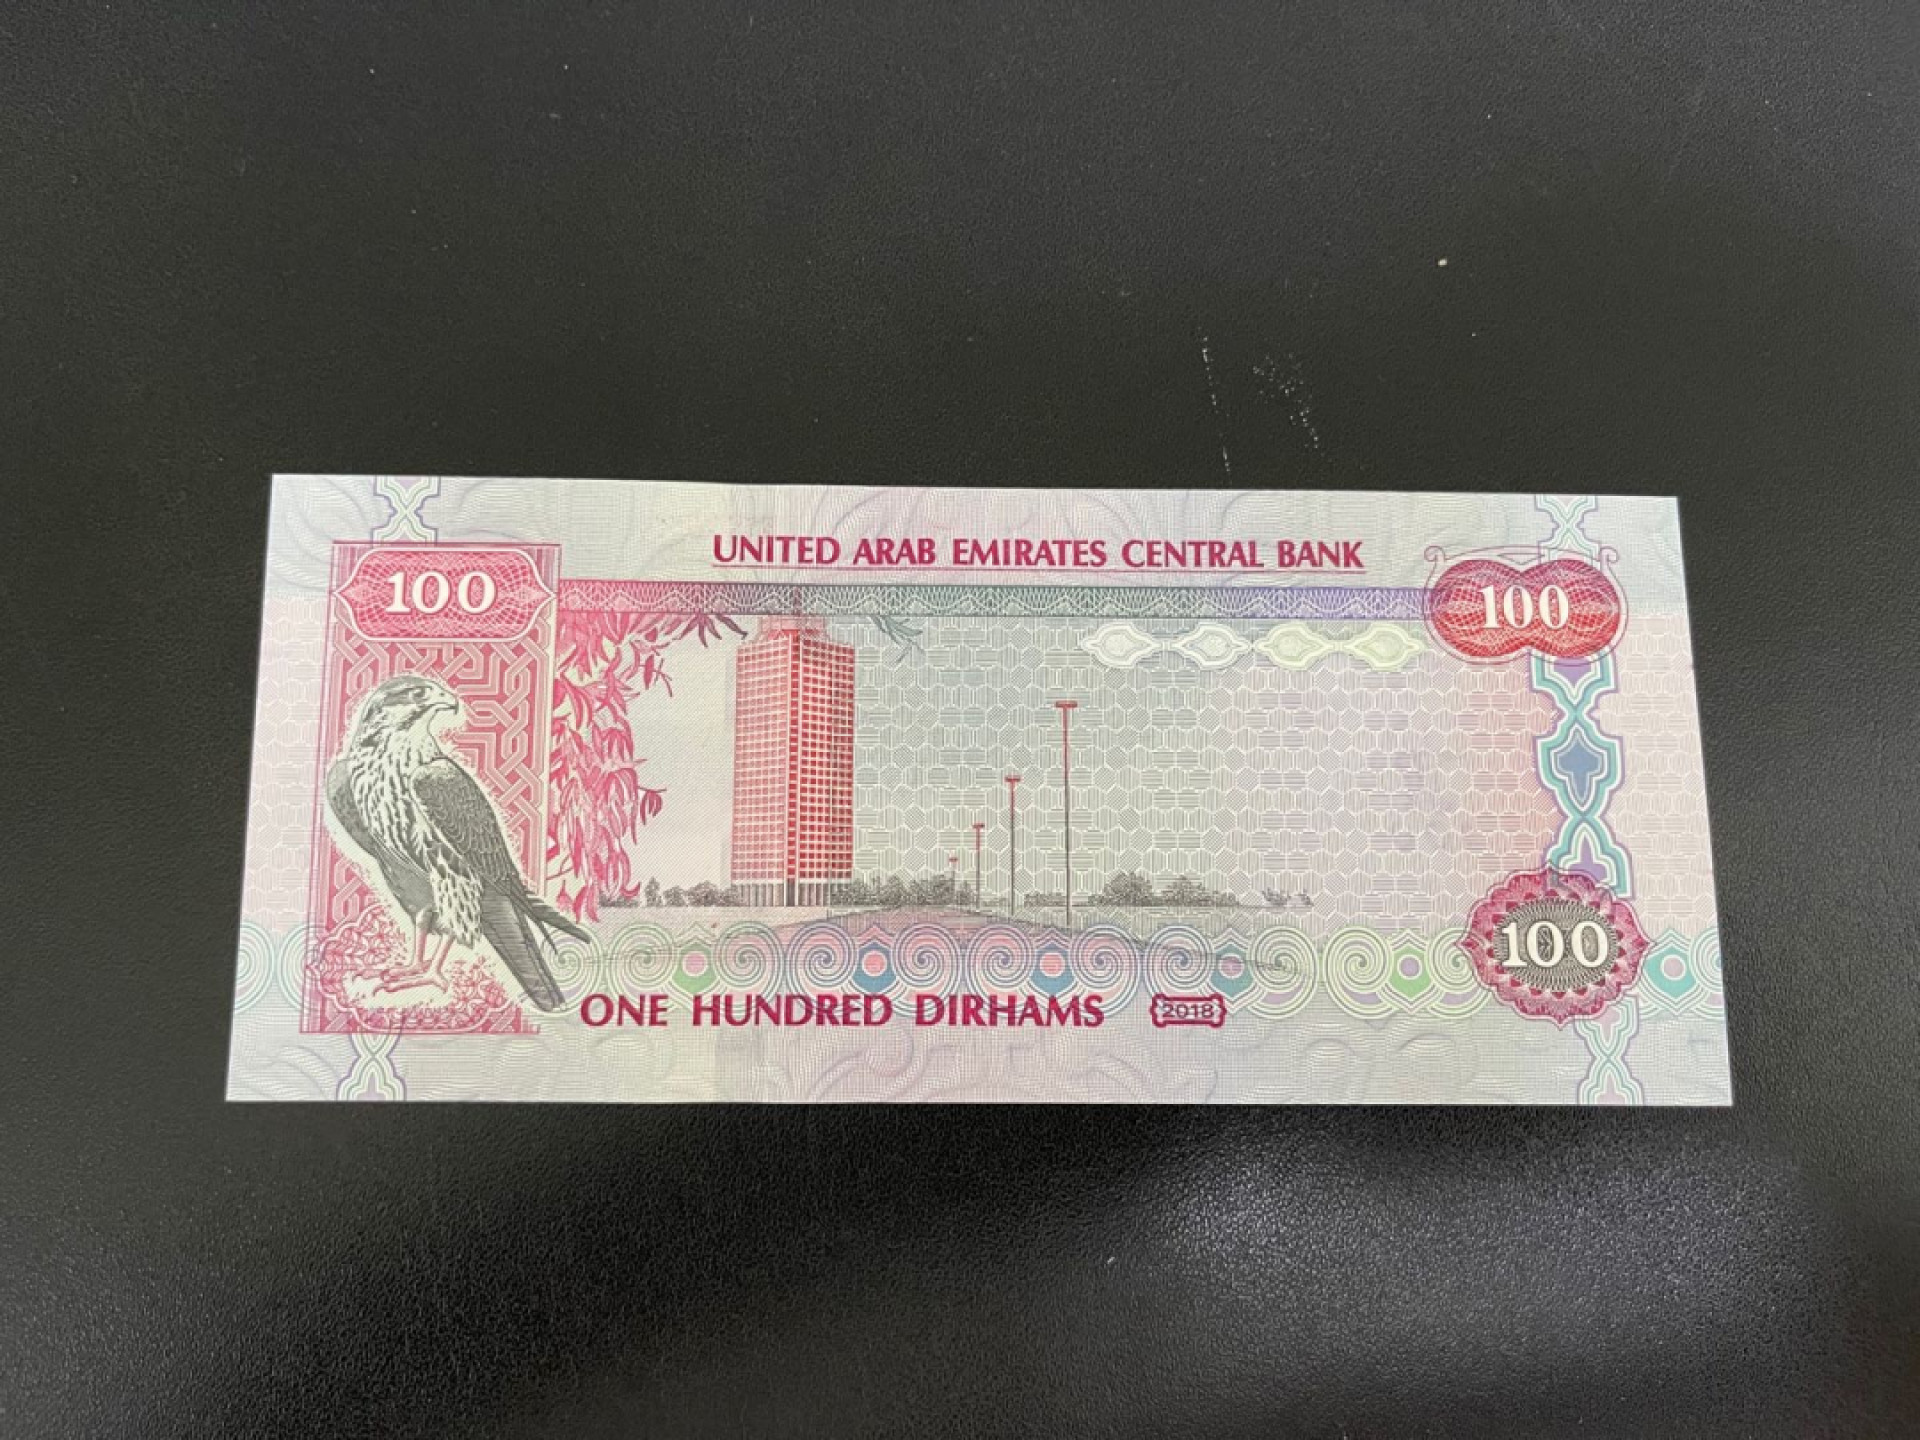 UNITED ARAB EMIRATES CENTRAL BANK
100
100
100
ONE HUNDRED DIRHAMS 2018